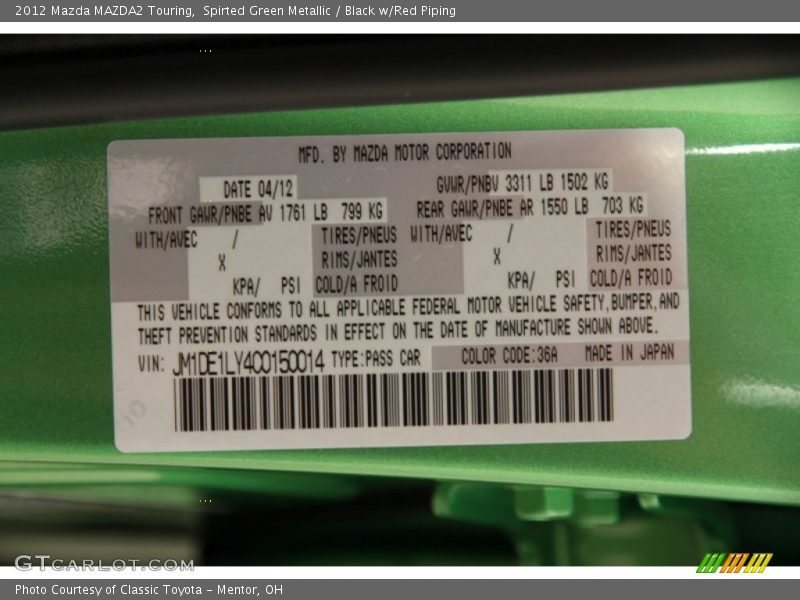 2012 Mazda MAZDA2 Touring,  Spirted Green Metallic / Black w/Red Piping
MFD. BY MAZDA MOTOR CORPORATION
DATE 04/12 GVWR/PNBV 3311 LB 1502 KG
FRONT GAWR/PNBE AV 1761 LB 799 KG REAR GAWR/PNBE AR 1550 LB 703 KG
WITH/AVEC / TIRES/PNEUS WITH/AVEC / TIRES/PNEUS
X RIMS/JANTES X RIMS/JANTES
KPA/ PSI COLD/A FROID KPA/ PSI COLD/A FROID
THIS VEHICLE CONFORMS TO ALL APPLICABLE FEDERAL MOTOR VEHICLE SAFETY,BUMPER,AND
THEFT PREVENTION STANDARDS IN EFFECT ON THE DATE OF MANUFACTURE SHOWN ABOVE.
VIN: JM1DE1LY4C0150014 TYPE:PASS CAR COLOR CODE:36A MADE IN JAPAN
GTCARLOT.COM
Photo Courtesy of Classic Toyota - Mentor, OH